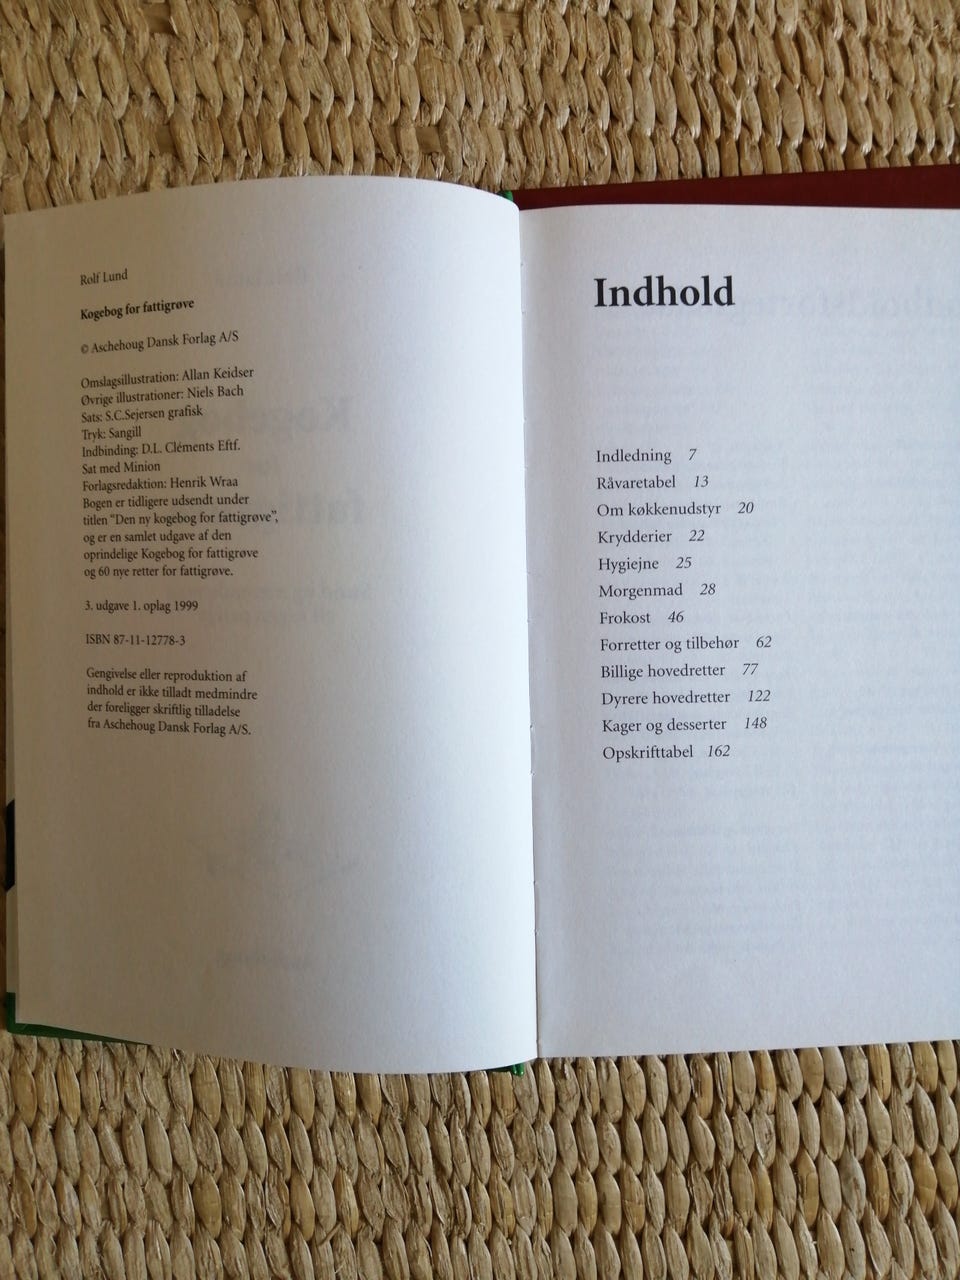 Rolf Lund
Kogebog for fattigrøve
© Aschehoug Dansk Forlag A/S
Omslagsillustration: Allan Keidser
Øvrige illustrationer: Niels Bach
Sats: S.C.Sejersen grafisk
Tryk: Sangill
Indbinding: D.L. Cléments Eftf.
Sat med Minion
Forlagsredaktion: Henrik Wraa
Bogen er tidligere udsendt under
titlen “Den ny kogebog for fattigrøve”,
og er en samlet udgave af den
oprindelige Kogebog for fattigrøve
og 60 nye retter for fattigrøve.
3. udgave 1. oplag 1999
ISBN 87-11-12778-3
Gengivelse eller reproduktion af
indhold er ikke tilladt medmindre
der foreligger skriftlig tilladelse
fra Aschehoug Dansk Forlag A/S.
Indhold
Indledning 7
Råvaretabel 13
Om køkkenudstyr 20
Krydderier 22
Hygiejne 25
Morgenmad 28
Frokost 46
Forretter og tilbehør 62
Billige hovedretter 77
Dyrere hovedretter 122
Kager og desserter 148
Opskrifttabel 162